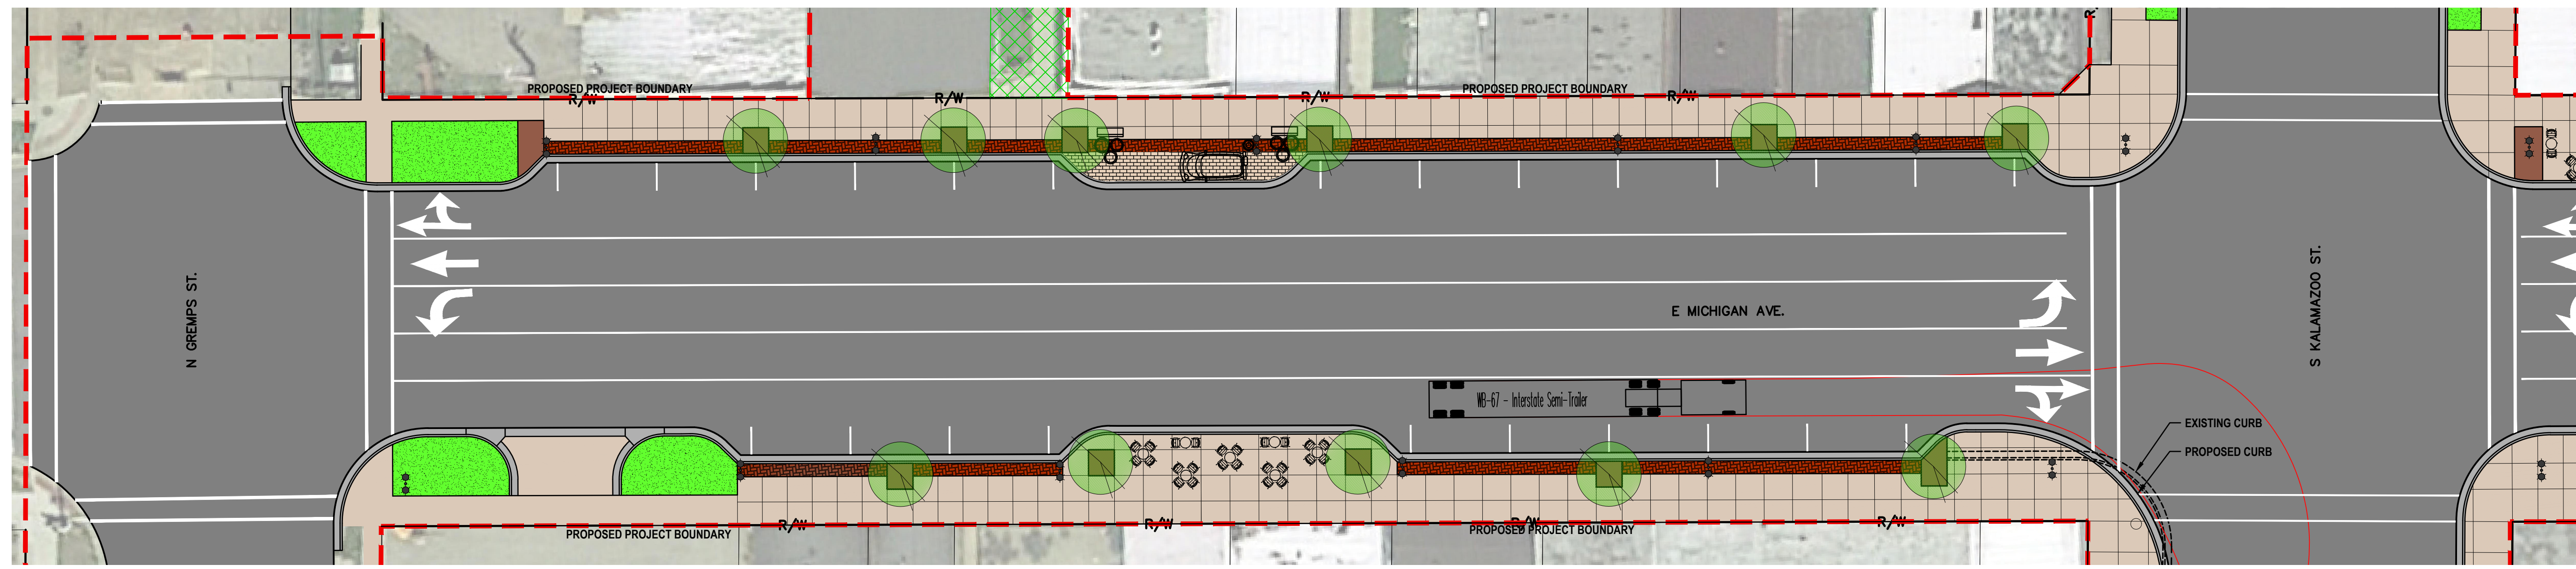 R.
PROPOSED PROJECT BOUNDARY
R/W
R/W
R/W
PROPOSED PROJECT BOUNDARY
R/W
N GREMPS ST.
E MICHIGAN AVE.
S KALAMAZOO ST.
WB-67 - Interstate Semi-Trailer
EXISTING CURB
PROPOSED CURB
R/W
PROPOSED PROJECT BOUNDARY
R/W
R/W
PROPOSED PROJECT BOUNDARY
R/W